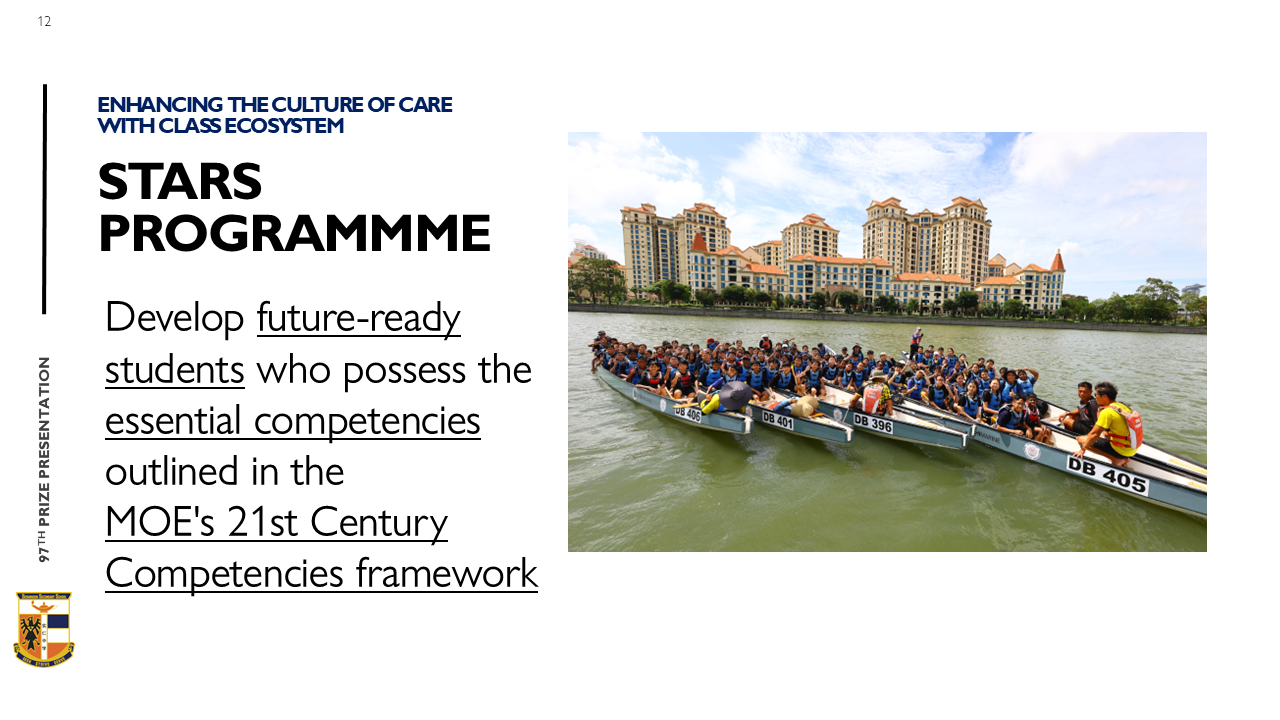 12
ENHANCING THE CULTURE OF CARE
WITH CLASS ECOSYSTEM
STARS
PROGRAMMME
Develop future-ready
students who possess the
essential competencies
outlined in the
MOE's 21st Century
Competencies framework
97TH PRIZE PRESENTATION
DB 406
DB 401
DB 396
DB 405